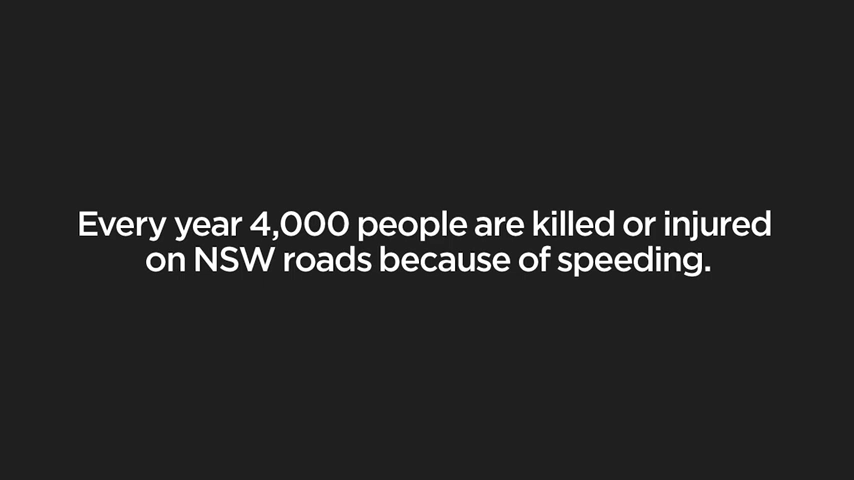 Every year 4,000 people are killed or injured
on NSW roads because of speeding.